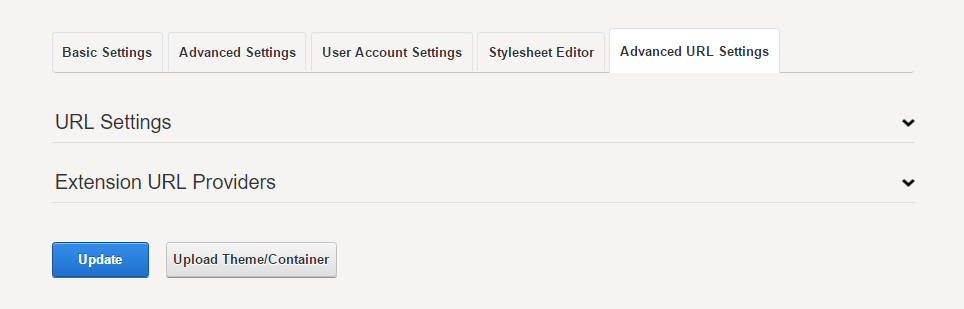 Basic Settings Advanced Settings User Account Settings Stylesheet Editor Advanced URL Settings
URL Settings
Extension URL Providers
Update Upload Theme/Container